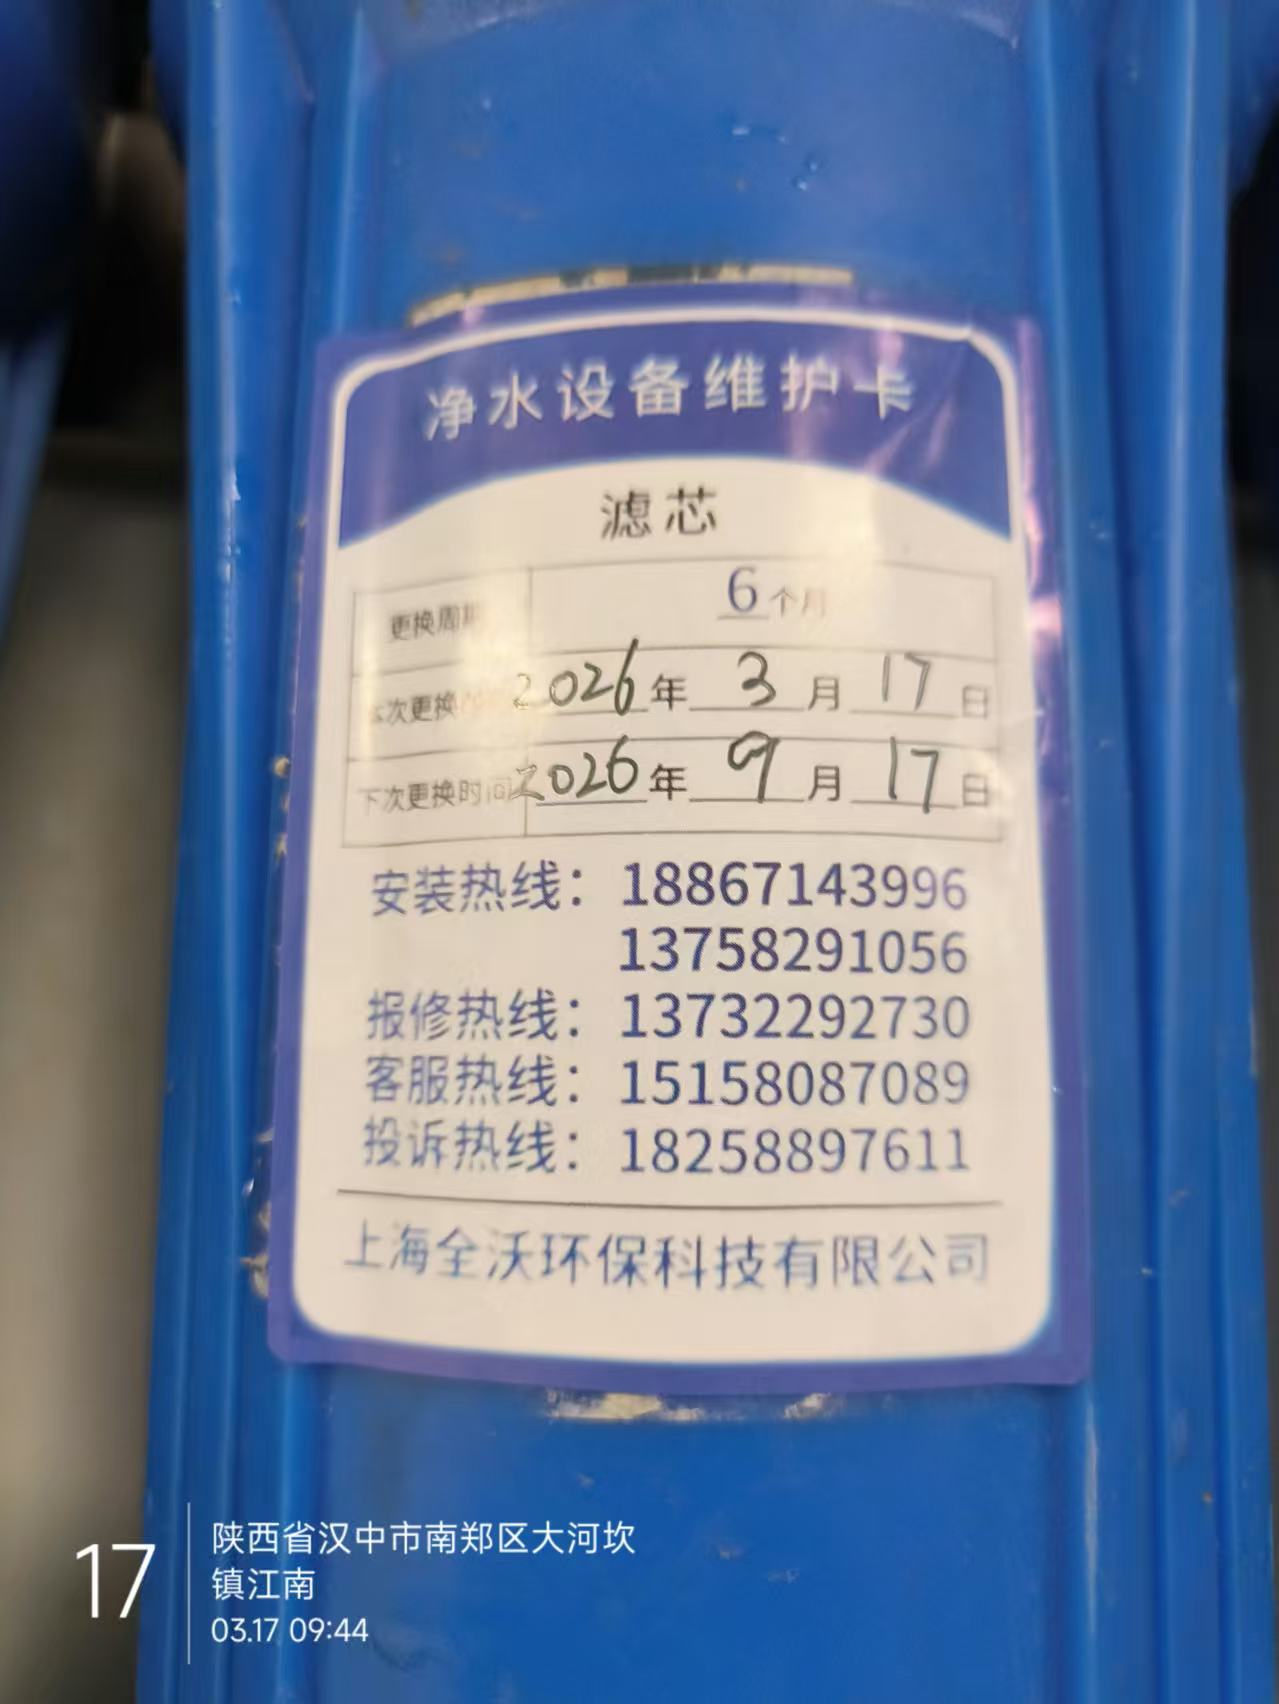 净水设备维护卡
滤芯
更换周期 6个月
本次更换 2026年 3月 17日
下次更换时间 2026年 9月 17日
安装热线：18867143996
13758291056
报修热线：13732292730
客服热线：15158087089
投诉热线：18258897611
上海全沃环保科技有限公司
17
陕西省汉中市南郑区大河坎
镇江南
03.17 09:44